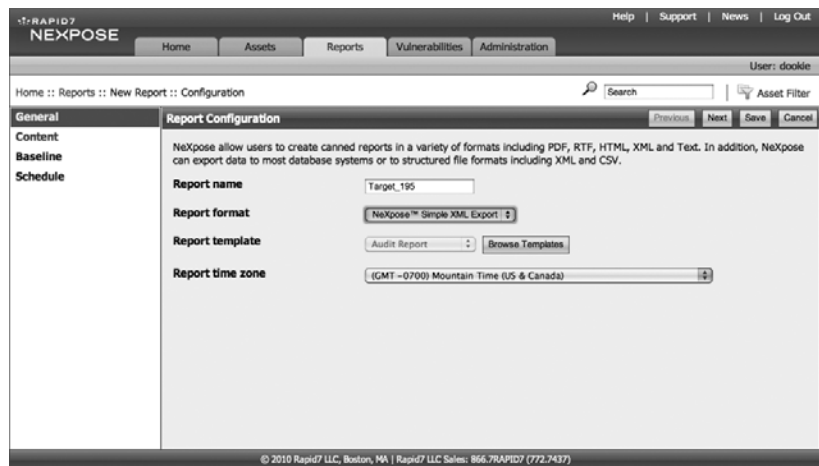 RAPID7
NEXPOSE
Help | Support | News | Log Out
Home Assets Reports Vulnerabilities Administration
User: dookie
Home :: Reports :: New Report :: Configuration
Search | Asset Filter
General
Content
Baseline
Schedule
Report Configuration
Previous Next Save Cancel
NeXpose allow users to create canned reports in a variety of formats including PDF, RTF, HTML, XML and Text. In addition, NeXpose
can export data to most database systems or to structured file formats including XML and CSV.
Report name Target_195
Report format NeXpose™ Simple XML Export
Report template Audit Report Browse Templates
Report time zone (GMT -0700) Mountain Time (US & Canada)
© 2010 Rapid7 LLC, Boston, MA | Rapid7 LLC Sales: 866.7RAPID7 (772.7437)